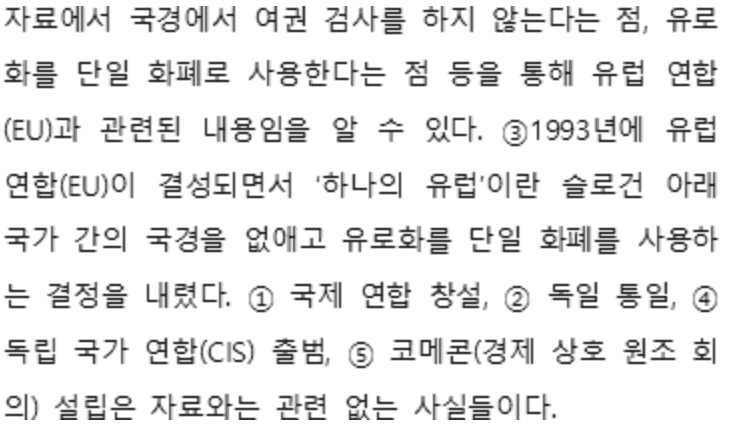 자료에서 국경에서 여권 검사를 하지 않는다는 점, 유로
화를 단일 화폐로 사용한다는 점 등을 통해 유럽 연합
(EU)과 관련된 내용임을 알 수 있다. ③1993년에 유럽
연합(EU)이 결성되면서 '하나의 유럽'이란 슬로건 아래
국가 간의 국경을 없애고 유로화를 단일 화폐를 사용하
는 결정을 내렸다. ① 국제 연합 창설, ② 독일 통일, ④
독립 국가 연합(CIS) 출범, ⑤ 코메콘(경제 상호 원조 회
의) 설립은 자료와는 관련 없는 사실들이다.